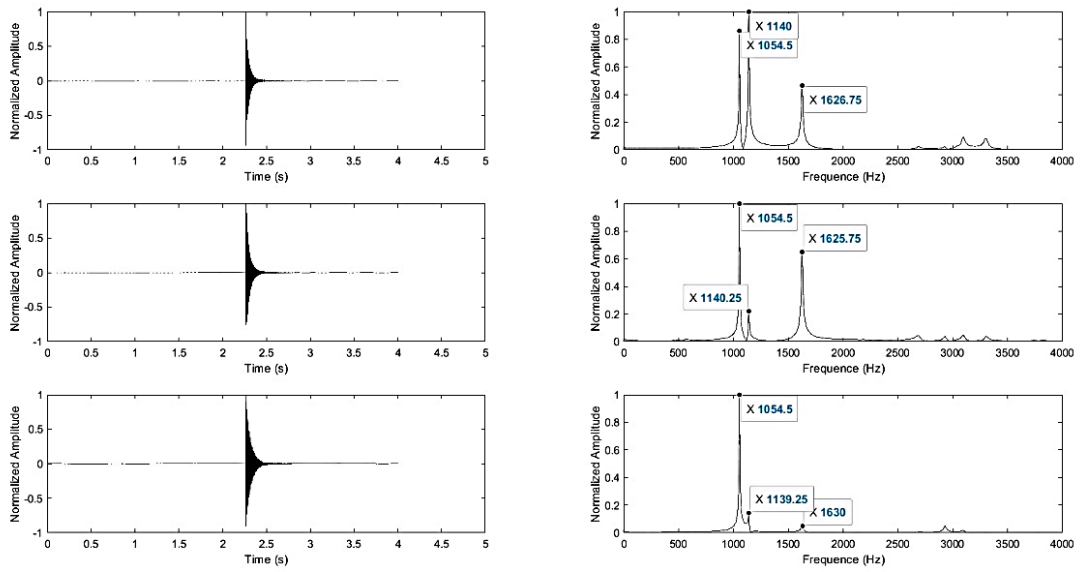 Normalized Amplitude
1
0.5
0
-0.5
-1
0 0.5 1 1.5 2 2.5 3 3.5 4 4.5 5
Time (s)
Normalized Amplitude
1
0.8
0.6
0.4
0.2
0
X 1140
X 1054.5
X 1626.75
0 500 1000 1500 2000 2500 3000 3500 4000
Frequence (Hz)
Normalized Amplitude
1
0.5
0
-0.5
-1
0 0.5 1 1.5 2 2.5 3 3.5 4 4.5 5
Time (s)
Normalized Amplitude
1
0.8
0.6
0.4
0.2
0
X 1054.5
X 1625.75
X 1140.25
0 500 1000 1500 2000 2500 3000 3500 4000
Frequence (Hz)
Normalized Amplitude
1
0.5
0
-0.5
-1
0 0.5 1 1.5 2 2.5 3 3.5 4 4.5 5
Time (s)
Normalized Amplitude
1
0.8
0.6
0.4
0.2
0
X 1054.5
X 1139.25
X 1630
0 500 1000 1500 2000 2500 3000 3500 4000
Frequence (Hz)